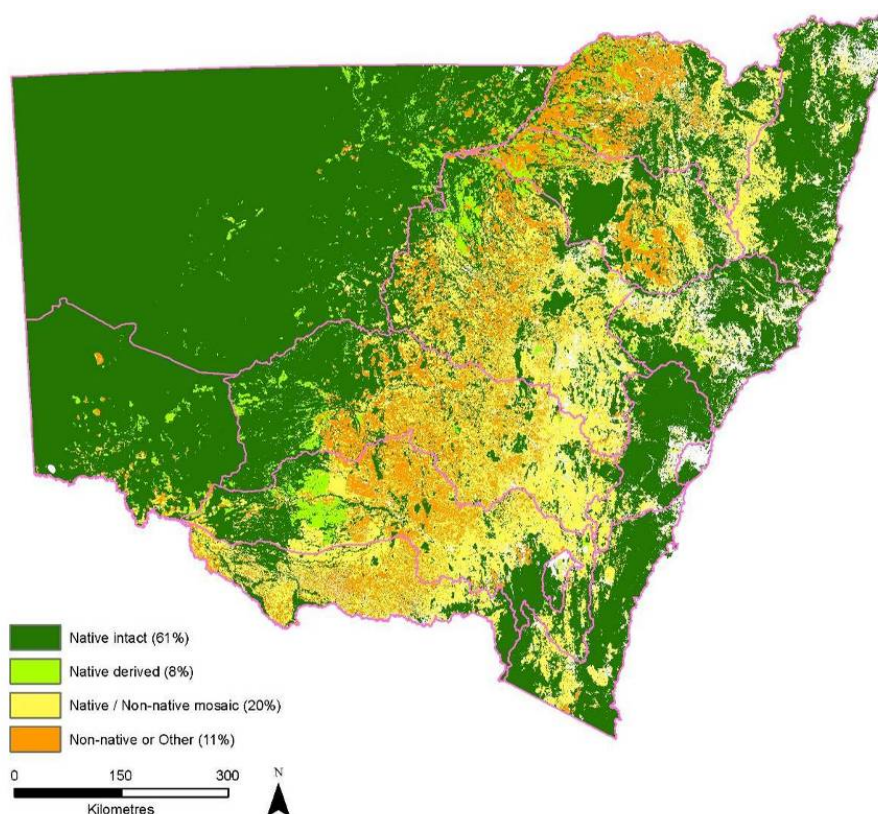 Native intact (61%)
Native derived (8%)
Native / Non-native mosaic (20%)
Non-native or Other (11%)
0 150 300
Kilometres
N